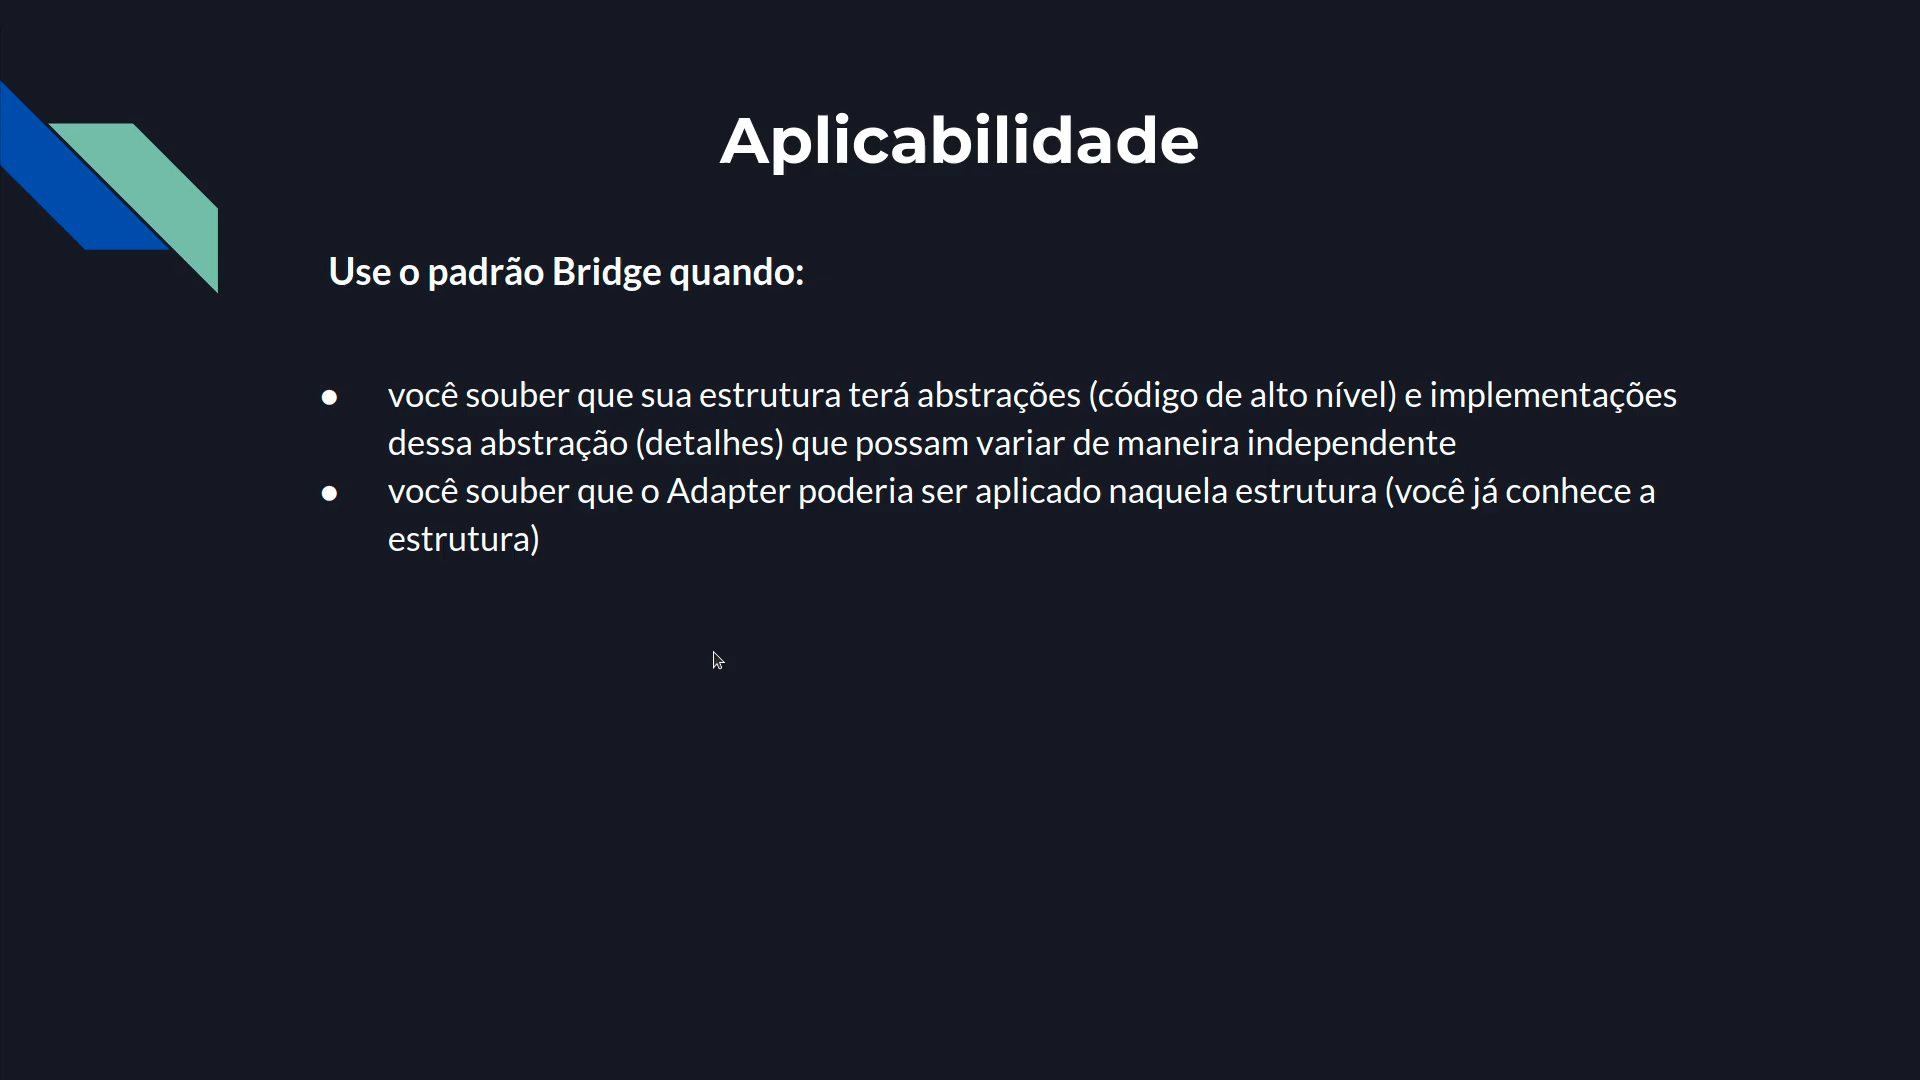 Aplicabilidade
Use o padrão Bridge quando:
● você souber que sua estrutura terá abstrações (código de alto nível) e implementações
dessa abstração (detalhes) que possam variar de maneira independente
● você souber que o Adapter poderia ser aplicado naquela estrutura (você já conhece a
estrutura)